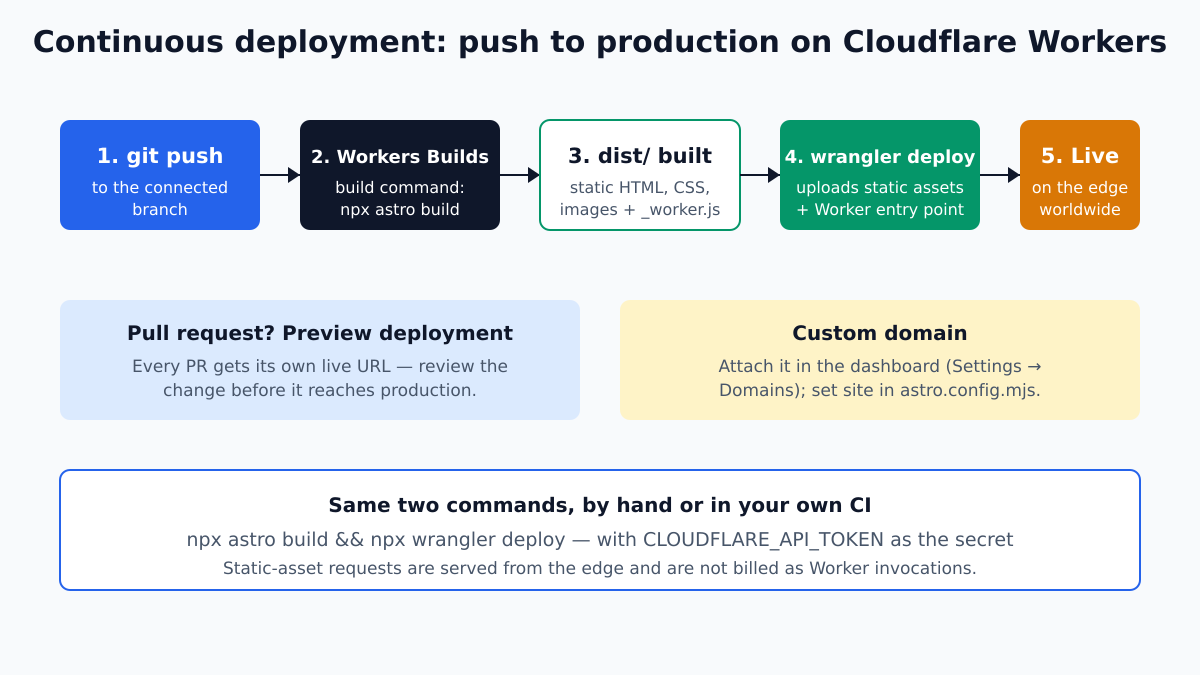 Continuous deployment: push to production on Cloudflare Workers
1. git push
to the connected
branch
2. Workers Builds
build command:
npx astro build
3. dist/ built
static HTML, CSS,
images + _worker.js
4. wrangler deploy
uploads static assets
+ Worker entry point
5. Live
on the edge
worldwide
Pull request? Preview deployment
Every PR gets its own live URL — review the
change before it reaches production.
Custom domain
Attach it in the dashboard (Settings →
Domains); set site in astro.config.mjs.
Same two commands, by hand or in your own CI
npx astro build && npx wrangler deploy — with CLOUDFLARE_API_TOKEN as the secret
Static-asset requests are served from the edge and are not billed as Worker invocations.